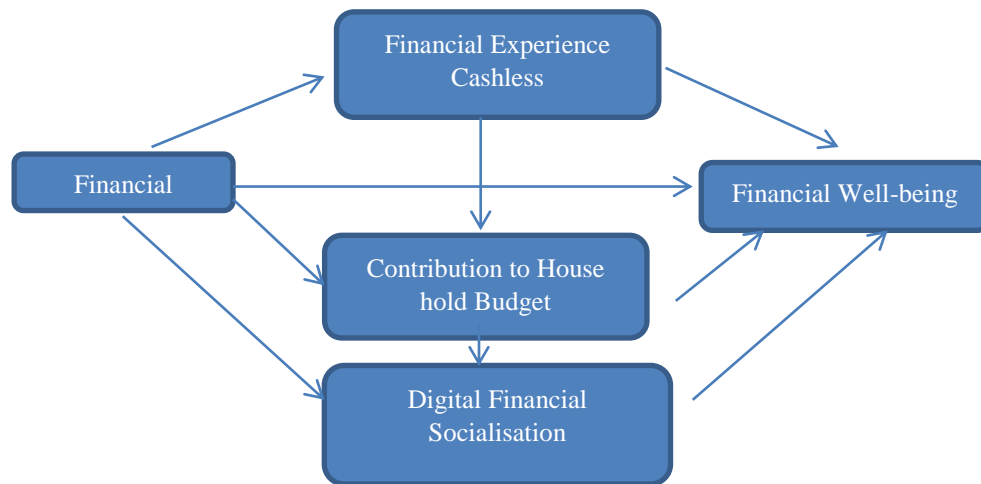 Financial Experience
Cashless
Financial
Financial Well-being
Contribution to House
hold Budget
Digital Financial
Socialisation